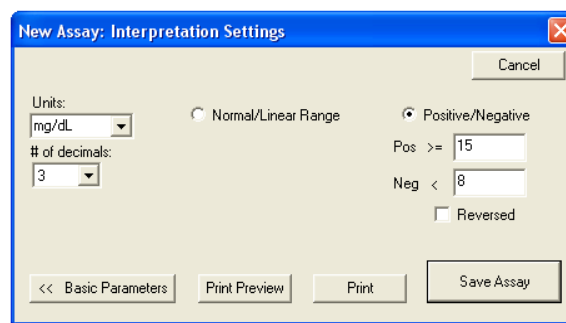 New Assay: Interpretation Settings
Cancel
Units:
mg/dL
Normal/Linear Range
Positive/Negative
# of decimals:
3
Pos >= 15
Neg < 8
Reversed
<< Basic Parameters
Print Preview
Print
Save Assay